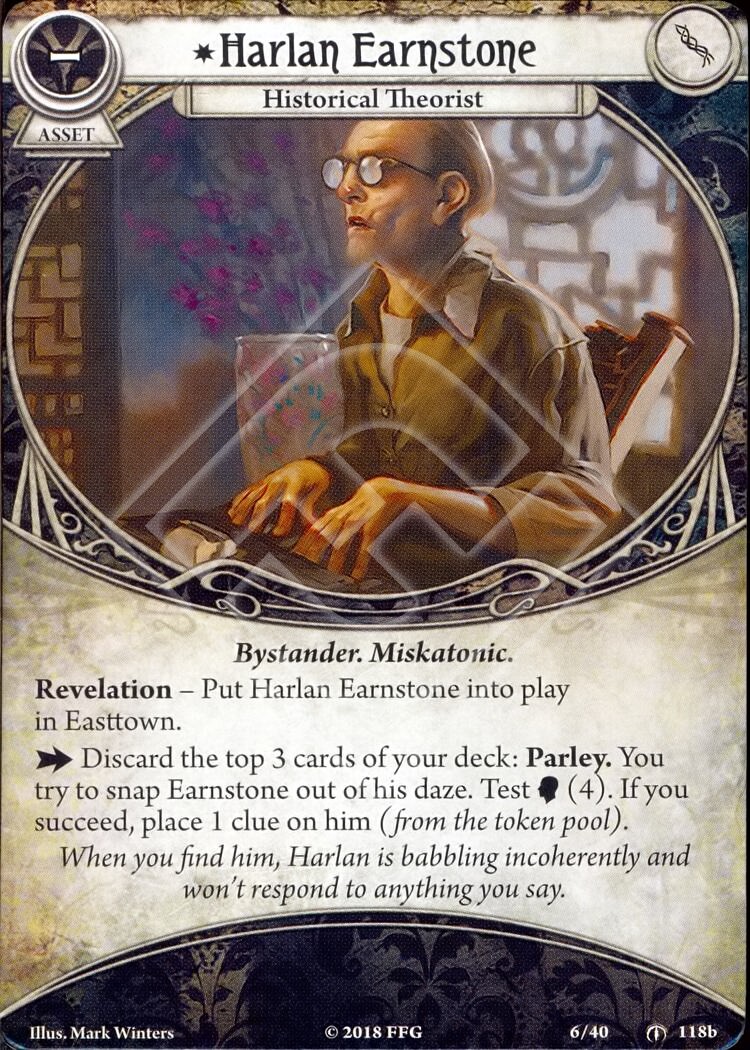 Harlan Earnstone
Historical Theorist
ASSET
Bystander. Miskatonic.
Revelation – Put Harlan Earnstone into play
in Easttown.
Discard the top 3 cards of your deck: Parley. You
try to snap Earnstone out of his daze. Test (4). If you
succeed, place 1 clue on him (from the token pool).
When you find him, Harlan is babbling incoherently and
won't respond to anything you say.
Illus. Mark Winters © 2018 FFG 6/40 118b